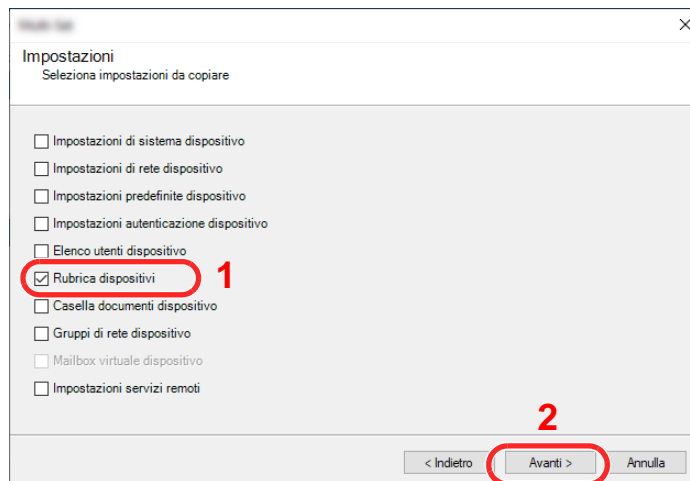 Impostazioni
Seleziona impostazioni da copiare
Impostazioni di sistema dispositivo
Impostazioni di rete dispositivo
Impostazioni predefinite dispositivo
Impostazioni autenticazione dispositivo
Elenco utenti dispositivo
Rubrica dispositivi 1
Casella documenti dispositivo
Gruppi di rete dispositivo
Mailbox virtuale dispositivo
Impostazioni servizi remoti
2
< Indietro Avanti > Annulla